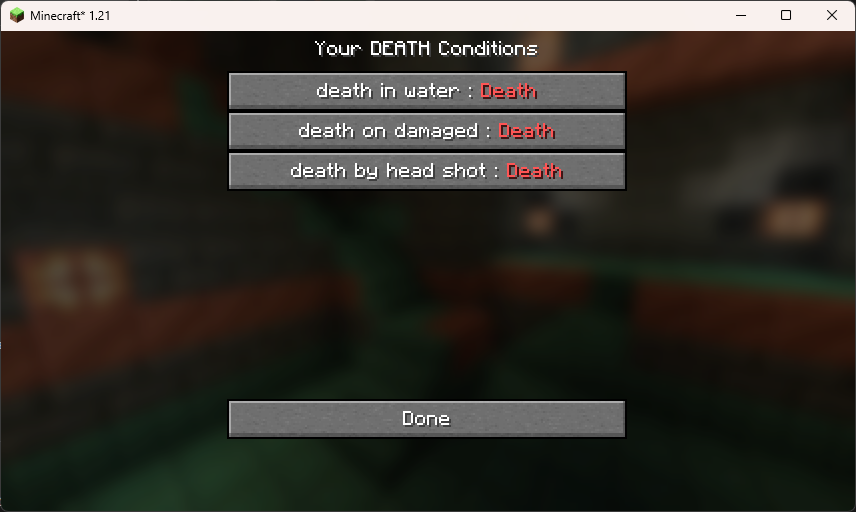 Minecraft* 1.21
Your DEATH Conditions
death in water : Death
death on damaged : Death
death by head shot : Death
Done